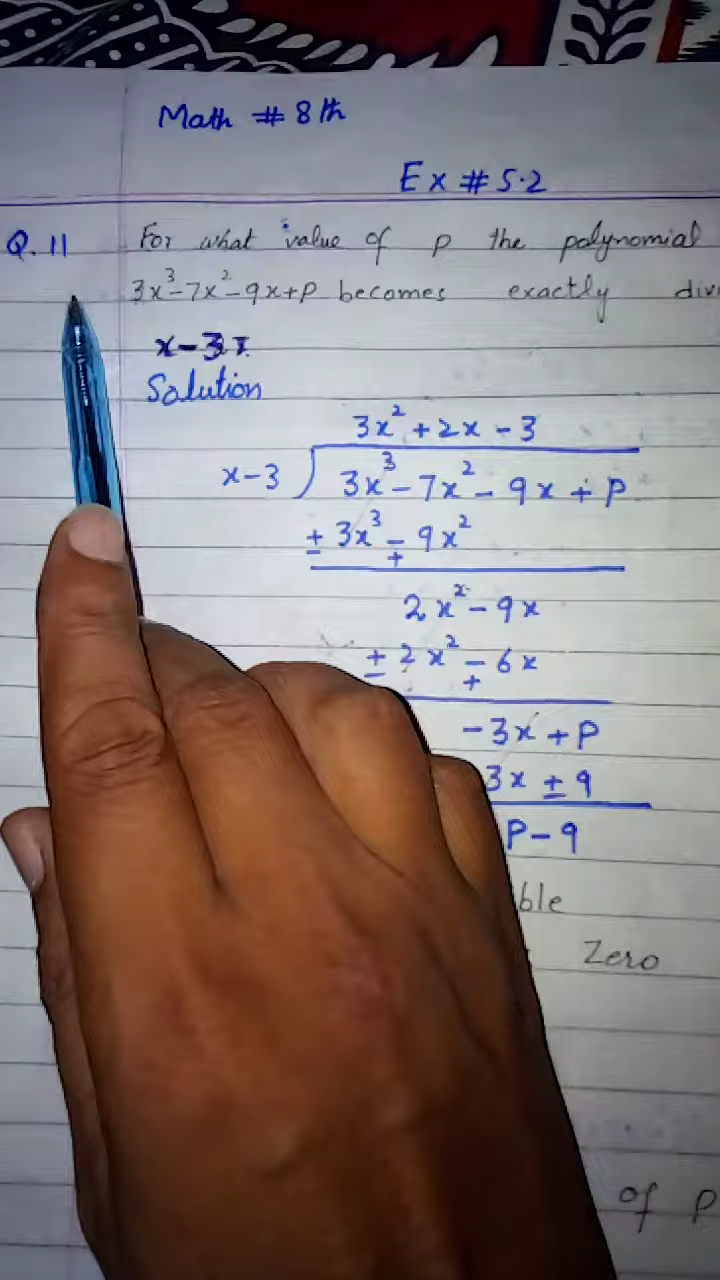 Math # 8th
Ex # 5.2
Q.11 For what value of p the polynomial
3x³-7x²-9x+p becomes exactly
x-3
Solution
3x² + 2x - 3
x-3 ) 3x³ - 7x² - 9x + p
± 3x³ ∓ 9x²
2x² - 9x
± 2x² ∓ 6x
-3x + p
3x ± 9
p - 9
ble
Zero
of p